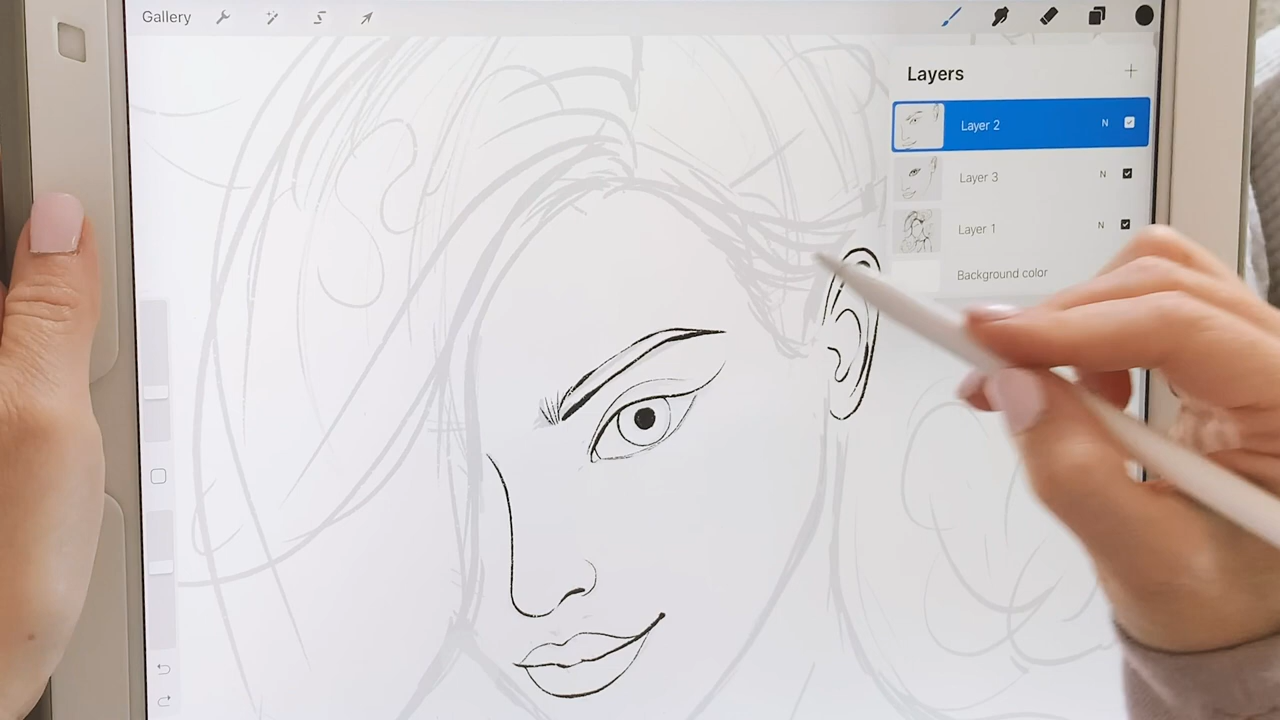 Gallery
Layers
Layer 2 N
Layer 3 N
Layer 1 N
Background color